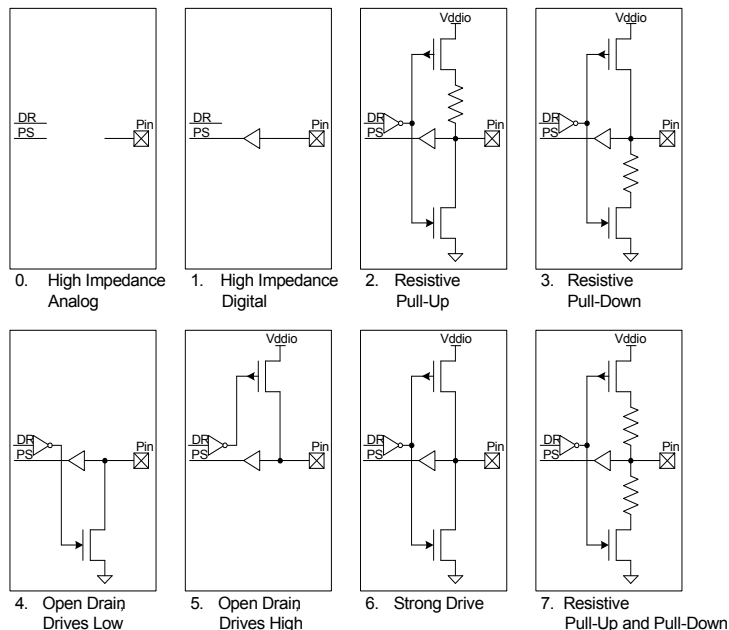 Vddio
Vddio
DR
PS
Pin
DR
PS
Pin
DR
PS
Pin
DR
PS
Pin
0. High Impedance
Analog
1. High Impedance
Digital
2. Resistive
Pull-Up
3. Resistive
Pull-Down
Vddio
Vddio
Vddio
DR
PS
Pin
DR
PS
Pin
DR
PS
Pin
DR
PS
Pin
4. Open Drain,
Drives Low
5. Open Drain,
Drives High
6. Strong Drive
7. Resistive
Pull-Up and Pull-Down